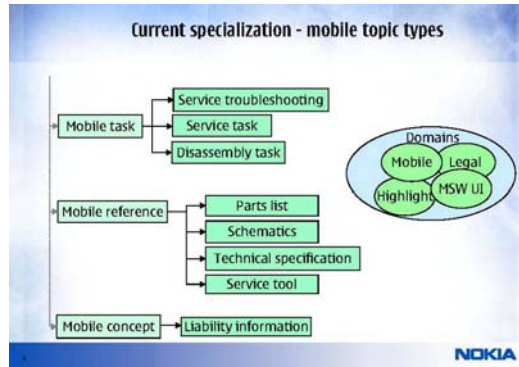 Current specialization - mobile topic types
Service troubleshooting
Mobile task
Service task
Disassembly task
Domains
Mobile
Legal
Highlight
MSW UI
Mobile reference
Parts list
Schematics
Technical specification
Service tool
Mobile concept
Liability information
NOKIA